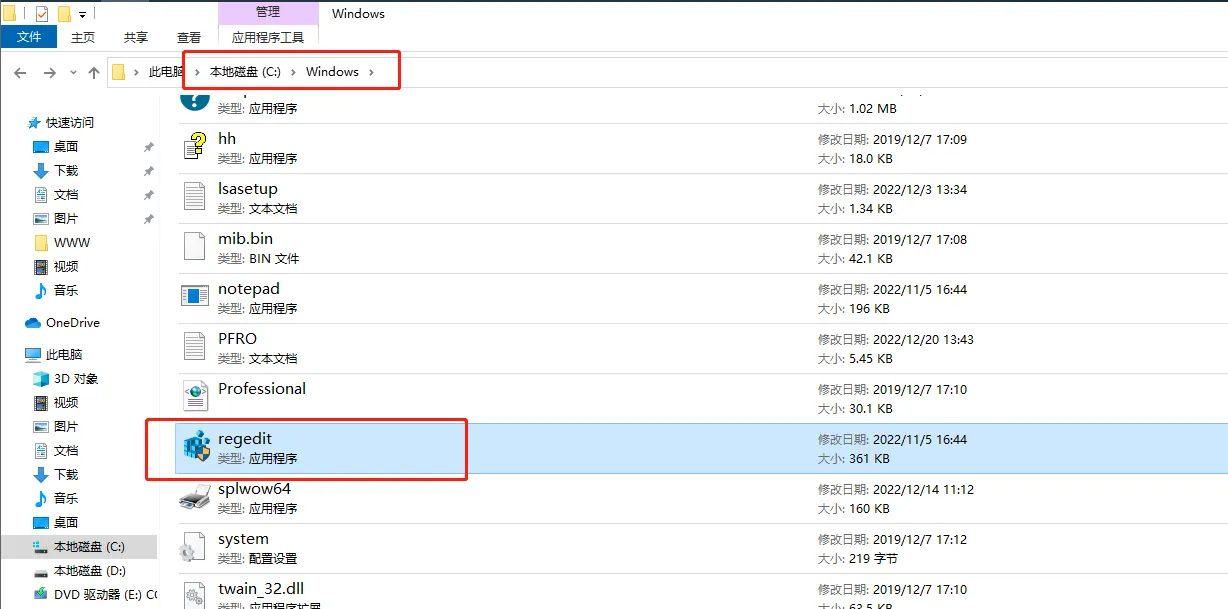 管理
Windows
文件
主页
共享
查看
应用程序工具
此电脑
本地磁盘 (C:)
Windows
快速访问
桌面
下载
文档
图片
WWW
视频
音乐
OneDrive
此电脑
3D 对象
视频
图片
文档
下载
音乐
桌面
本地磁盘 (C:)
本地磁盘 (D:)
DVD 驱动器 (E:) C
类型: 应用程序
大小: 1.02 MB
hh
修改日期: 2019/12/7 17:09
类型: 应用程序
大小: 18.0 KB
lsasetup
修改日期: 2022/12/3 13:34
类型: 文本文档
大小: 1.34 KB
mib.bin
修改日期: 2019/12/7 17:08
类型: BIN 文件
大小: 42.1 KB
notepad
修改日期: 2022/11/5 16:44
类型: 应用程序
大小: 196 KB
PFRO
修改日期: 2022/12/20 13:43
类型: 文本文档
大小: 5.45 KB
Professional
修改日期: 2019/12/7 17:10
大小: 30.1 KB
regedit
修改日期: 2022/11/5 16:44
类型: 应用程序
大小: 361 KB
splwow64
修改日期: 2022/12/14 11:12
类型: 应用程序
大小: 160 KB
system
修改日期: 2019/12/7 17:12
类型: 配置设置
大小: 219 字节
twain_32.dll
修改日期: 2019/12/7 17:10
类型: 应用程序扩展
大小: 63.5 KB